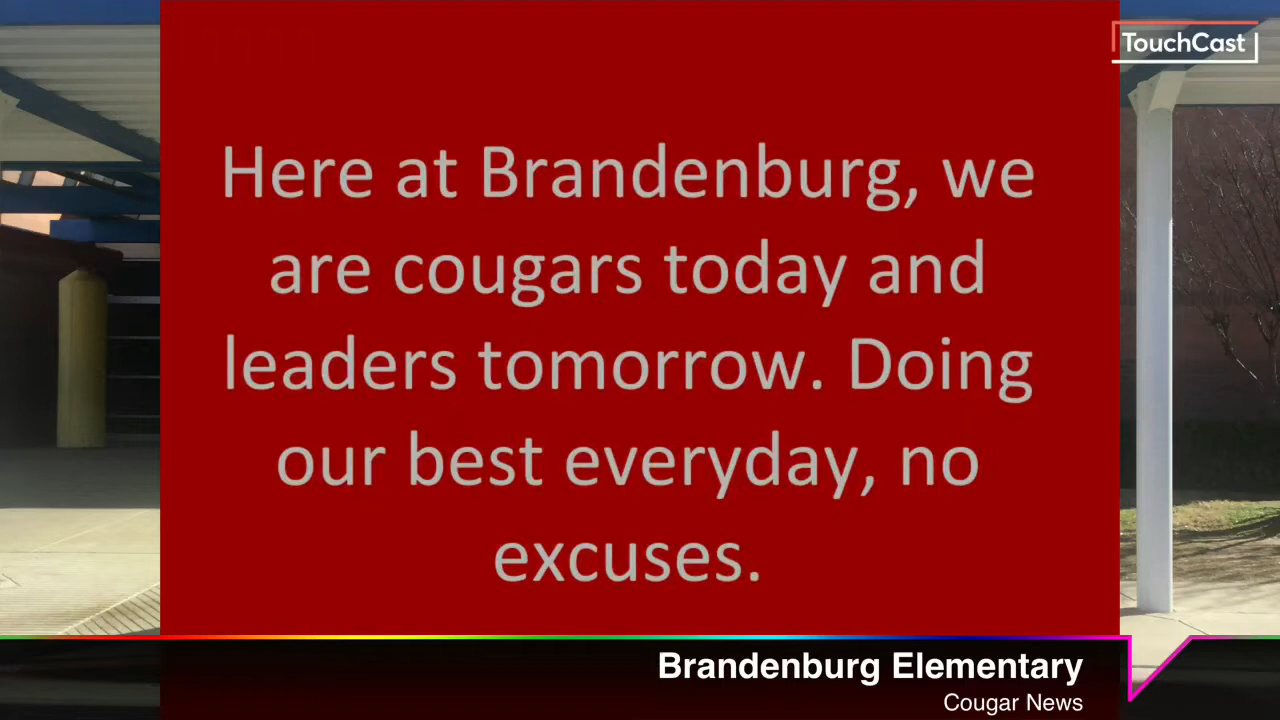 TouchCast
Here at Brandenburg, we
are cougars today and
leaders tomorrow. Doing
our best everyday, no
excuses.
Brandenburg Elementary
Cougar News